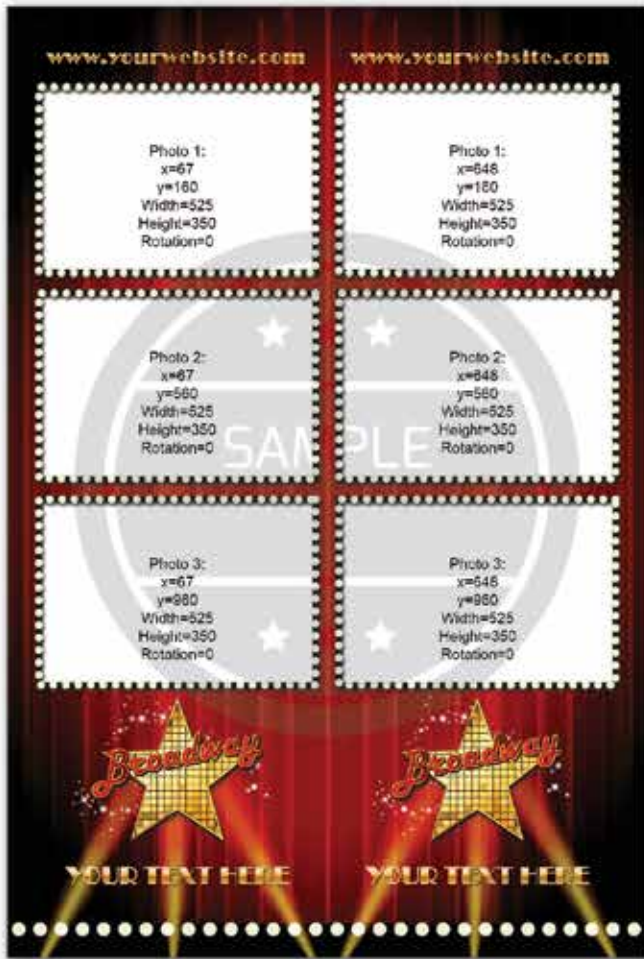 www.yourwebsite.com
Photo 1:
x=67
y=160
Width=525
Height=350
Rotation=0
Photo 2:
x=67
y=560
Width=525
Height=350
Rotation=0
Photo 3:
x=67
Width=525
Height=350
Rotation=0
Broadway
YOUR TEXT HERE
www.yourwebsite.com
Photo 1:
x=648
Width=525
Height=350
Rotation=0
Photo 2:
x=648
y=560
Width=525
Height=350
Rotation=0
Photo 3:
x=648
Width=525
Height=350
Rotation=0
Broadway
YOUR TEXT HERE
SAMPLE